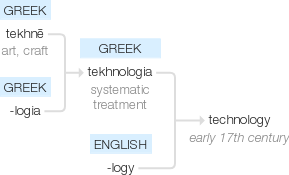 GREEK
tekhnē
art, craft
GREEK
-logia
GREEK
tekhnologia
systematic
treatment
ENGLISH
-logy
technology
early 17th century